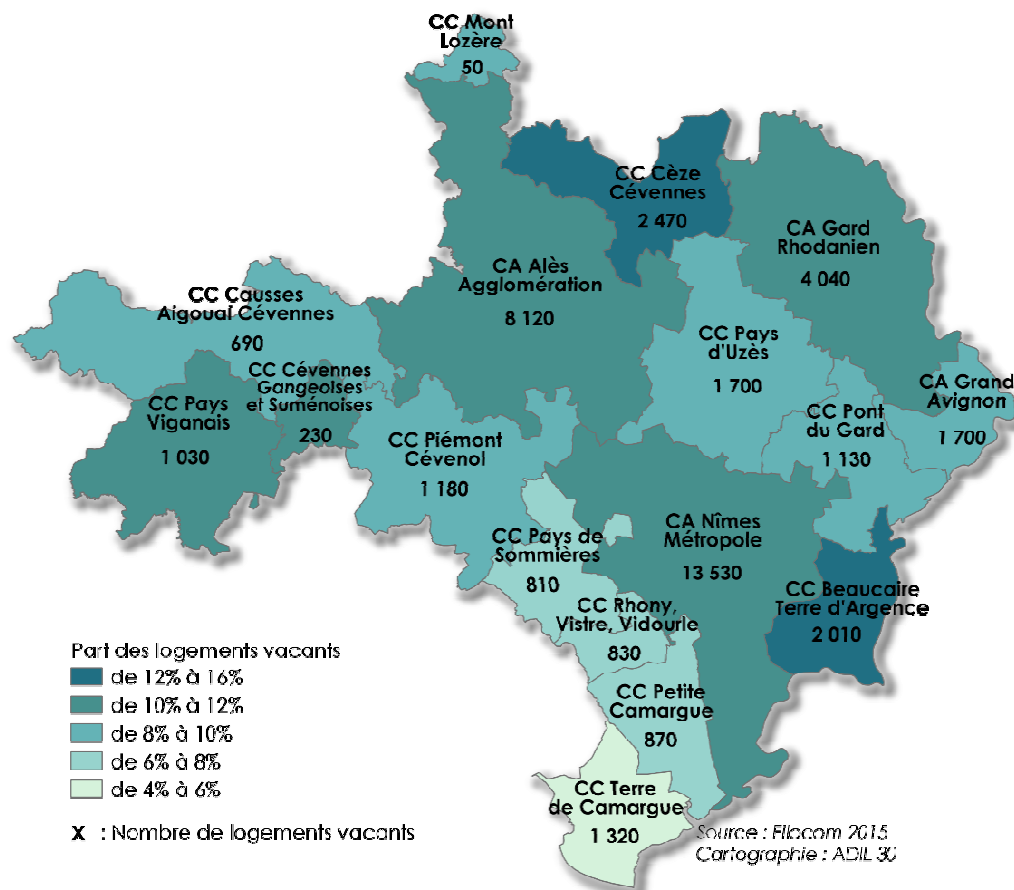 CC Mont
Lozère
50
CC Cèze
Cévennes
2 470
CA Gard
Rhodanien
4 040
CA Alès
Agglomération
8 120
CC Causses
Aigoual Cévennes
690
CC Pays
d'Uzès
1 700
CC Cévennes
Gangeoises
et Suménoises
230
CC Pays
Viganais
1 030
CA Grand
Avignon
1 700
CC Pont
du Gard
1 130
CC Piémont
Cévenol
1 180
CC Pays de
Sommières
810
CA Nîmes
Métropole
13 530
CC Beaucaire
Terre d'Argence
2 010
CC Rhony,
Vistre, Vidourle
830
CC Petite
Camargue
870
CC Terre
de Camargue
1 320
Part des logements vacants
de 12% à 16%
de 10% à 12%
de 8% à 10%
de 6% à 8%
de 4% à 6%
X : Nombre de logements vacants
Source : Filocom 2015
Cartographie : ADIL 30